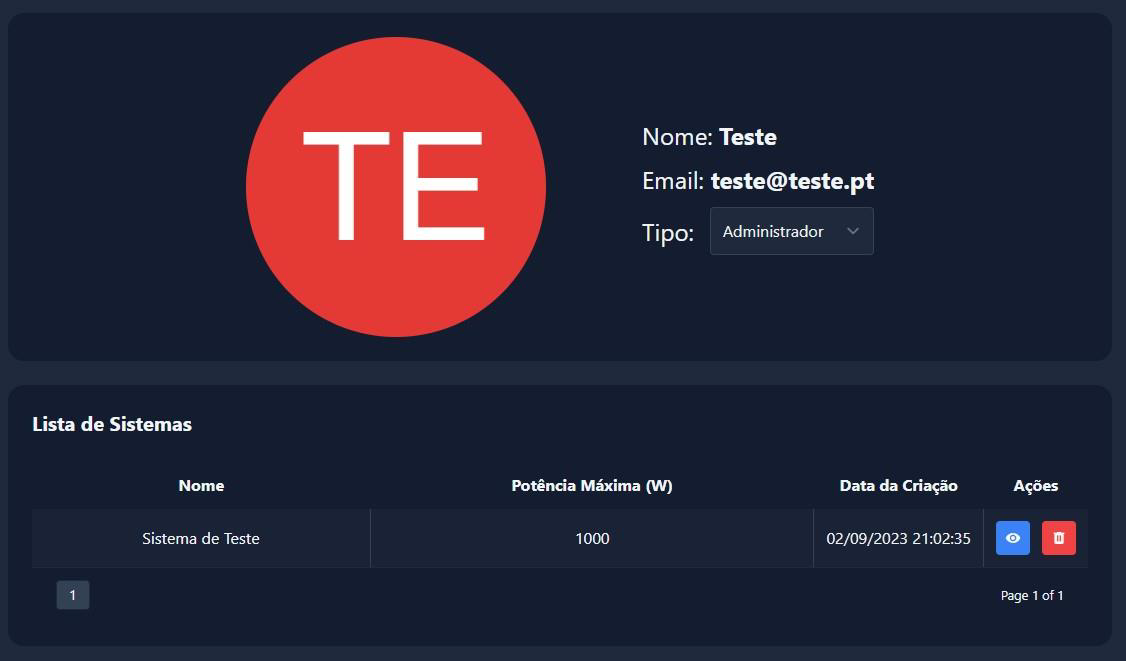 TE
Nome: Teste
Email: teste@teste.pt
Tipo: Administrador
Lista de Sistemas
Nome Potência Máxima (W) Data da Criação Ações
Sistema de Teste 1000 02/09/2023 21:02:35
1 Page 1 of 1